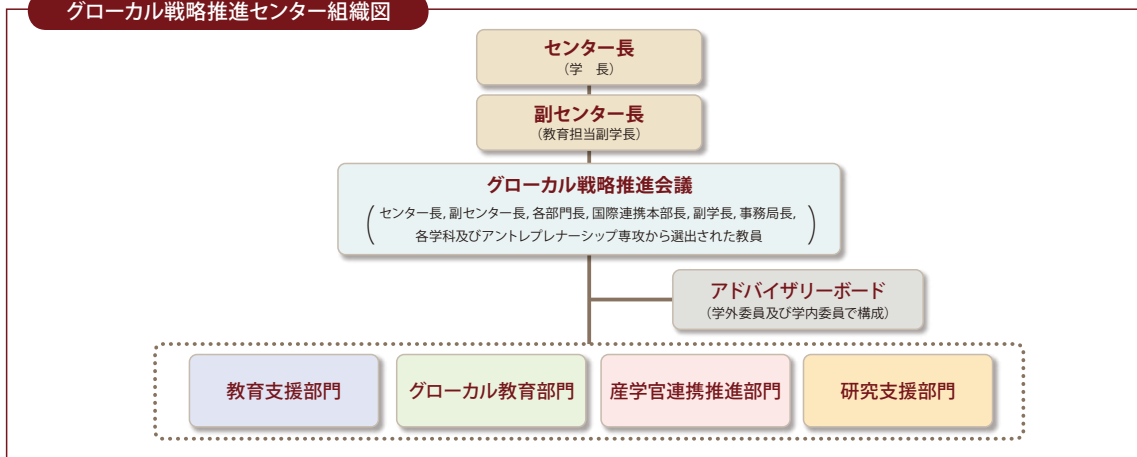 グローカル戦略推進センター組織図
センター長
（学　長）
副センター長
（教育担当副学長）
グローカル戦略推進会議
（センター長, 副センター長, 各部門長, 国際連携本部長, 副学長, 事務局長,
各学科及びアントレプレナーシップ専攻から選出された教員）
アドバイザリーボード
（学外委員及び学内委員で構成）
教育支援部門
グローカル教育部門
産学官連携推進部門
研究支援部門